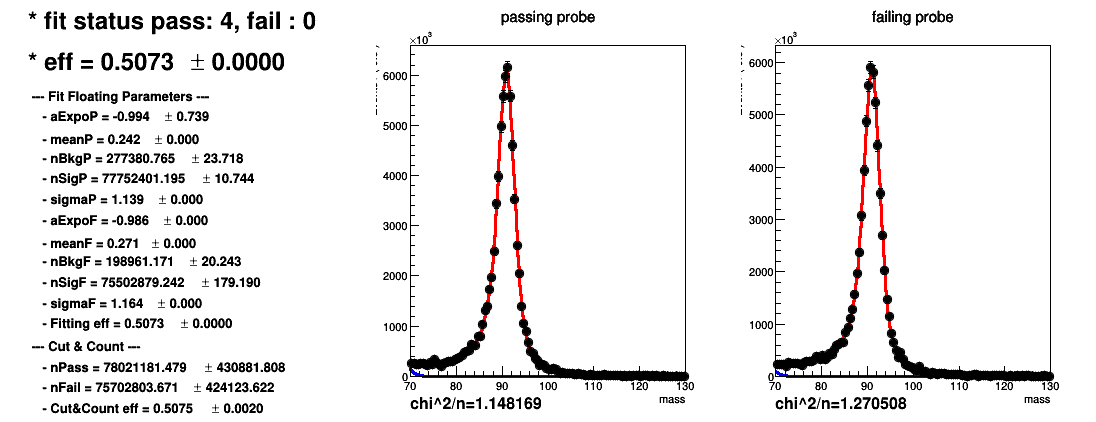 * fit status pass: 4, fail : 0
* eff = 0.5073 ± 0.0000
--- Fit Floating Parameters ---
- aExpoP = -0.994 ± 0.739
- meanP = 0.242 ± 0.000
- nBkgP = 277380.765 ± 23.718
- nSigP = 77752401.195 ± 10.744
- sigmaP = 1.139 ± 0.000
- aExpoF = -0.986 ± 0.000
- meanF = 0.271 ± 0.000
- nBkgF = 198961.171 ± 20.243
- nSigF = 75502879.242 ± 179.190
- sigmaF = 1.164 ± 0.000
- Fitting eff = 0.5073 ± 0.0000
--- Cut & Count ---
- nPass = 78021181.479 ± 430881.808
- nFail = 75702803.671 ± 424123.622
- Cut&Count eff = 0.5075 ± 0.0020
passing probe
×10³
6000
5000
4000
3000
2000
1000
0
70 80 90 100 110 120 130
mass
chi^2/n=1.148169
failing probe
×10³
6000
5000
4000
3000
2000
1000
0
70 80 90 100 110 120 130
mass
chi^2/n=1.270508